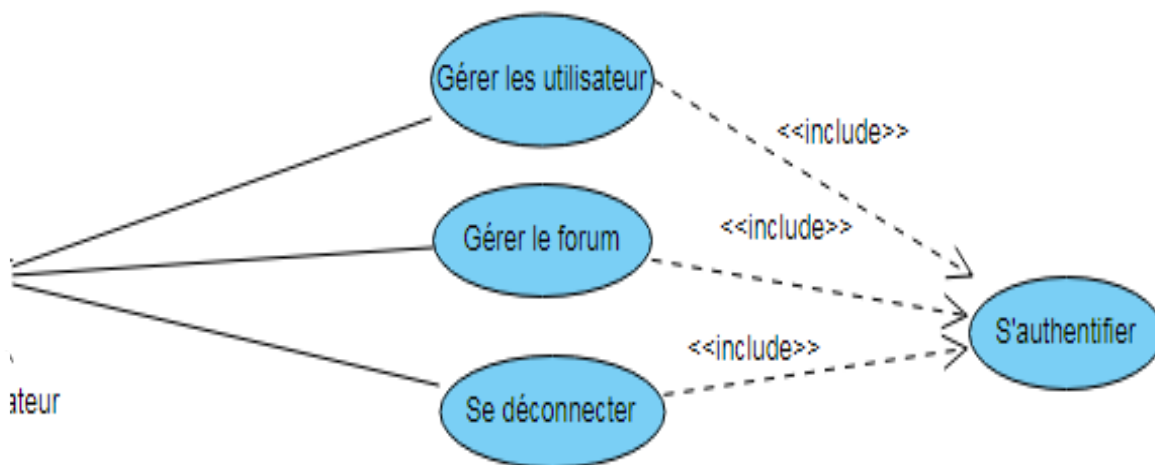 Gérer les utilisateur
<<include>>
<<include>>
Gérer le forum
S'authentifier
<<include>>
ateur
Se déconnecter